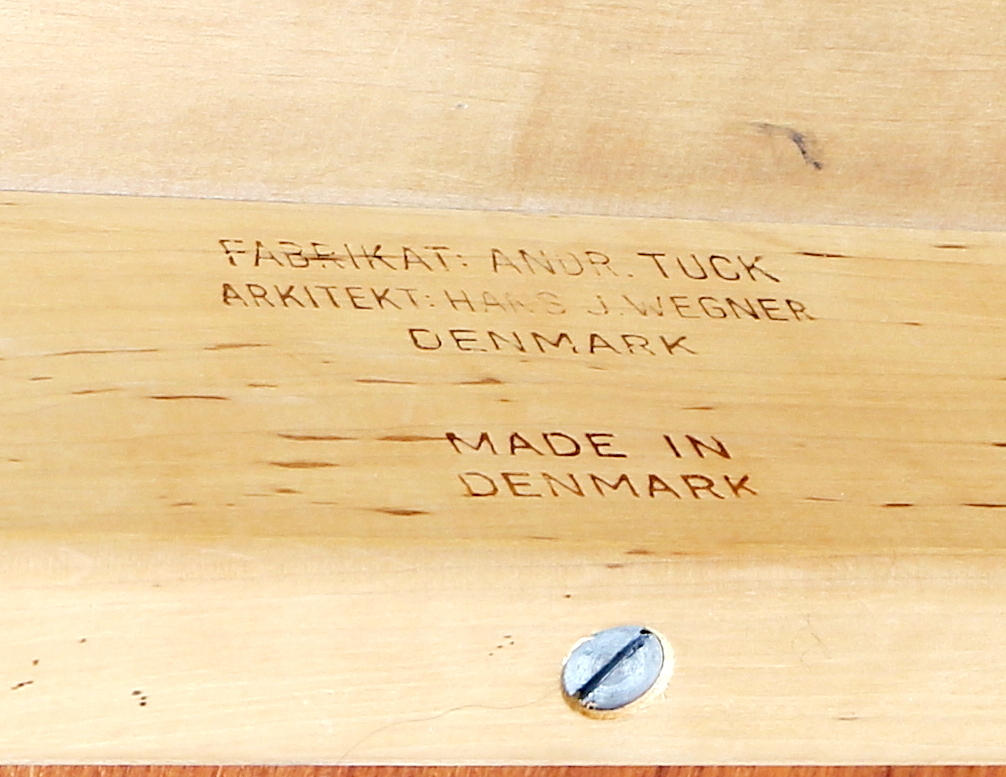 FABRIKAT: ANDR. TUCK
ARKITEKT: HANS J. WEGNER
DENMARK
MADE IN
DENMARK